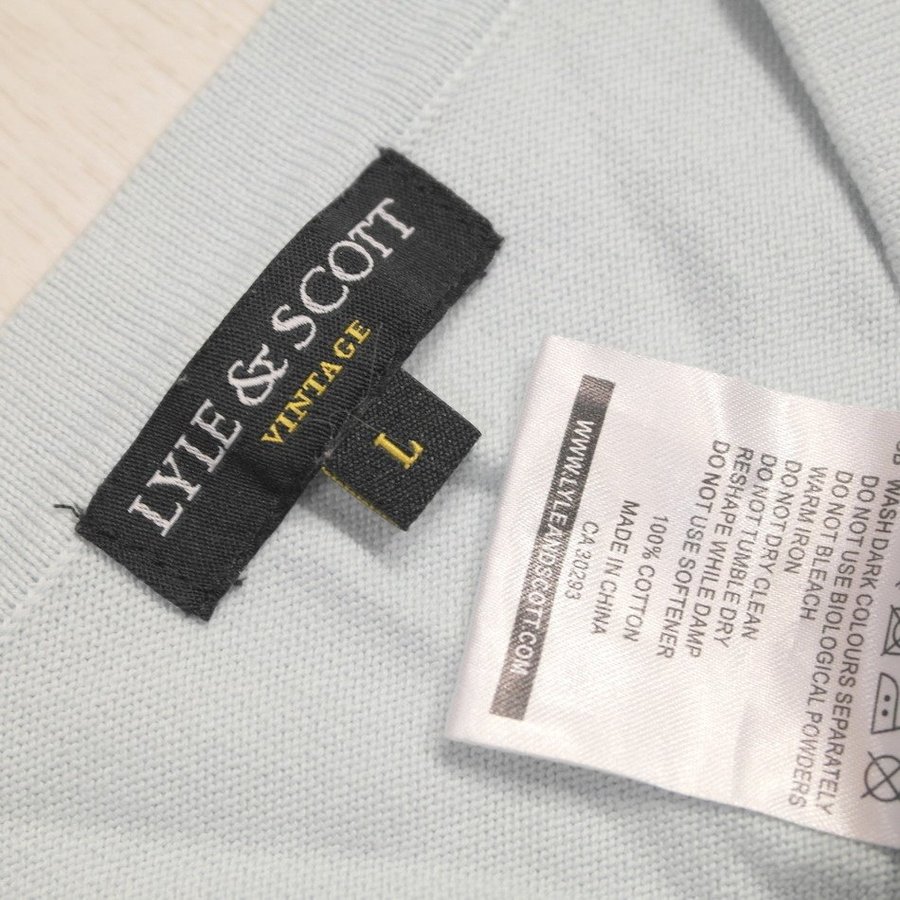 LYLE & SCOTT
VINTAGE
L
WASH DARK COLOURS SEPARATELY
DO NOT USE BIOLOGICAL POWDERS
DO NOT BLEACH
WARM IRON
DO NOT DRY CLEAN
DO NOT TUMBLE DRY
RESHAPE WHILE DAMP
DO NOT USE SOFTENER
100% COTTON
MADE IN CHINA
CA 30293
WWW.LYLEANDSCOTT.COM